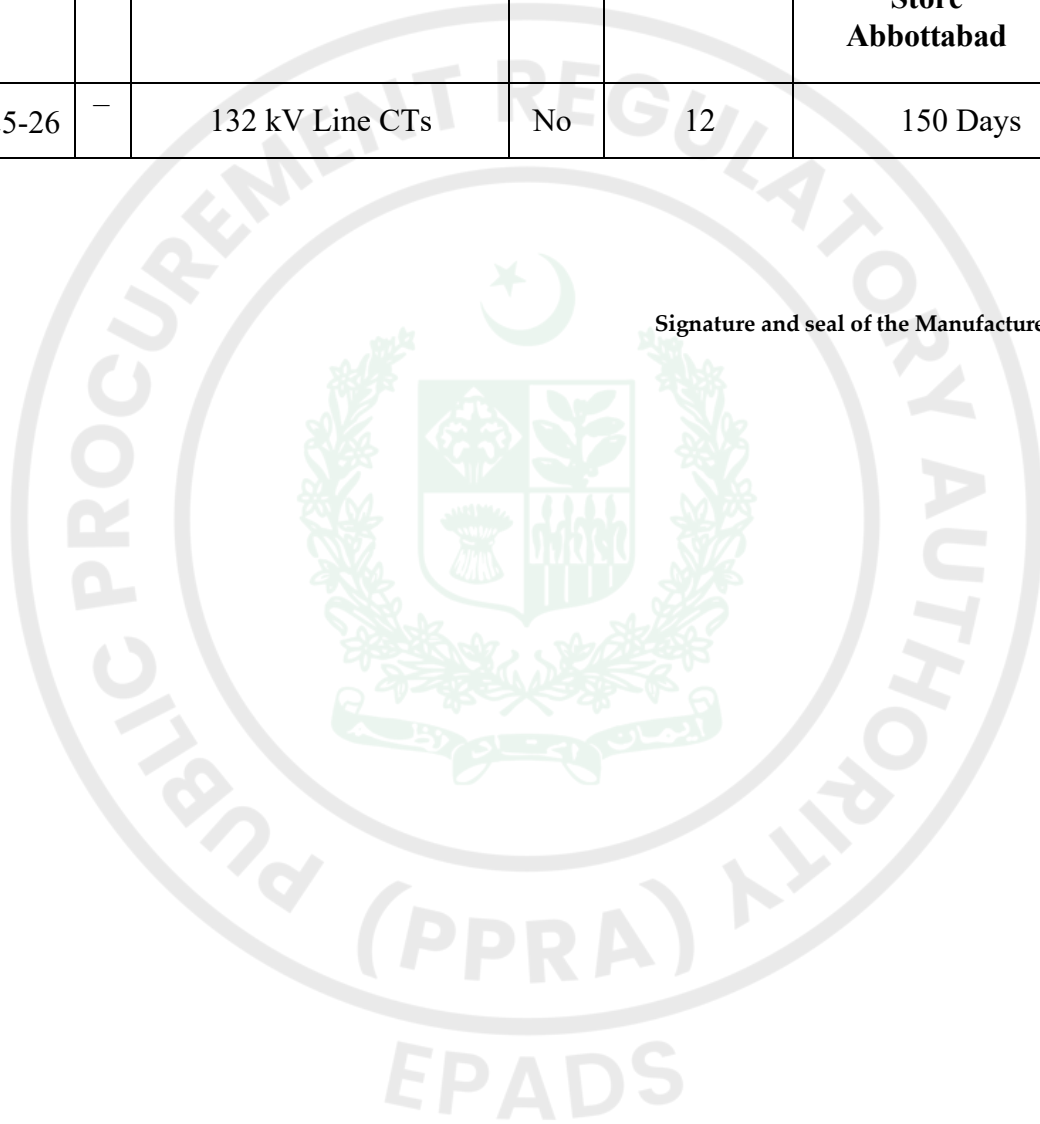 Store
Abbottabad
5-26 – 132 kV Line CTs No 12 150 Days
Signature and seal of the Manufacture
PUBLIC PROCUREMENT REGULATORY AUTHORITY
(PPRA)
EPADS